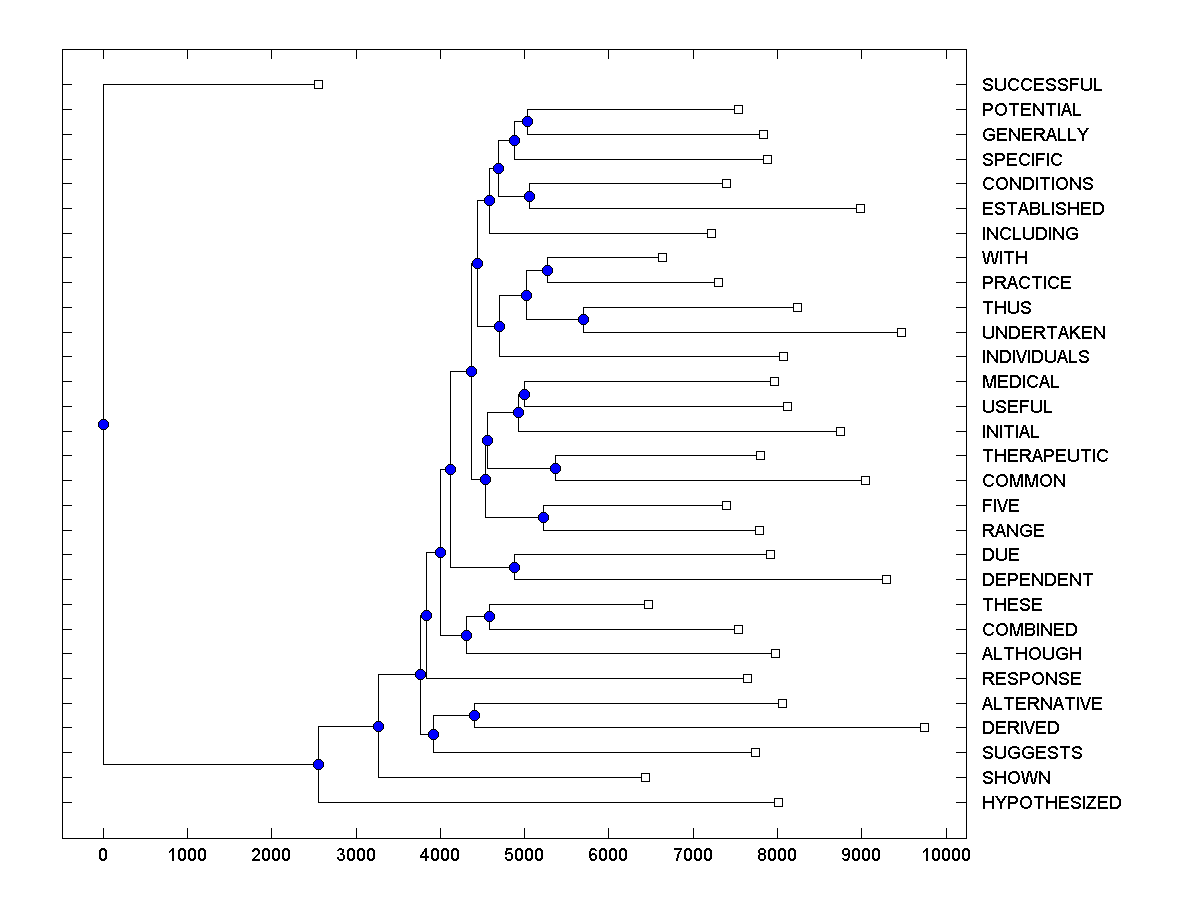 SUCCESSFUL
POTENTIAL
GENERALLY
SPECIFIC
CONDITIONS
ESTABLISHED
INCLUDING
WITH
PRACTICE
THUS
UNDERTAKEN
INDIVIDUALS
MEDICAL
USEFUL
INITIAL
THERAPEUTIC
COMMON
FIVE
RANGE
DUE
DEPENDENT
THESE
COMBINED
ALTHOUGH
RESPONSE
ALTERNATIVE
DERIVED
SUGGESTS
SHOWN
HYPOTHESIZED
0 1000 2000 3000 4000 5000 6000 7000 8000 9000 10000